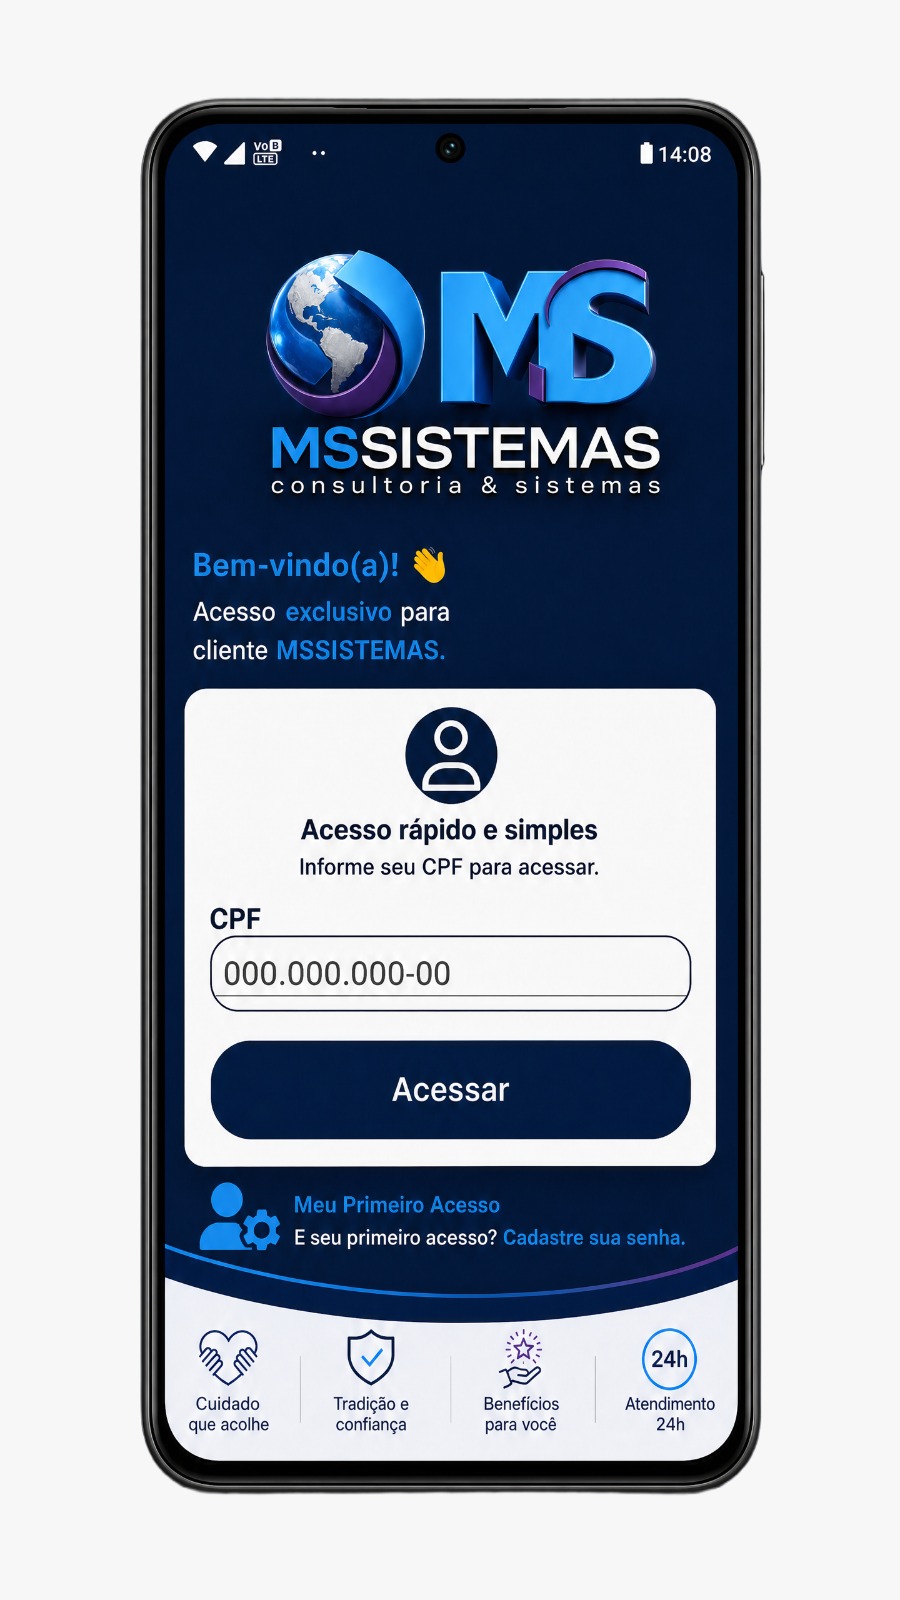 VoB LTE
14:08
MS
MSSISTEMAS
consultoria & sistemas
Bem-vindo(a)! 👋
Acesso exclusivo para
cliente MSSISTEMAS.
Acesso rápido e simples
Informe seu CPF para acessar.
CPF
000.000.000-00
Acessar
Meu Primeiro Acesso
E seu primeiro acesso? Cadastre sua senha.
Cuidado
que acolhe
Tradição e
confiança
Benefícios
para você
24h
Atendimento
24h